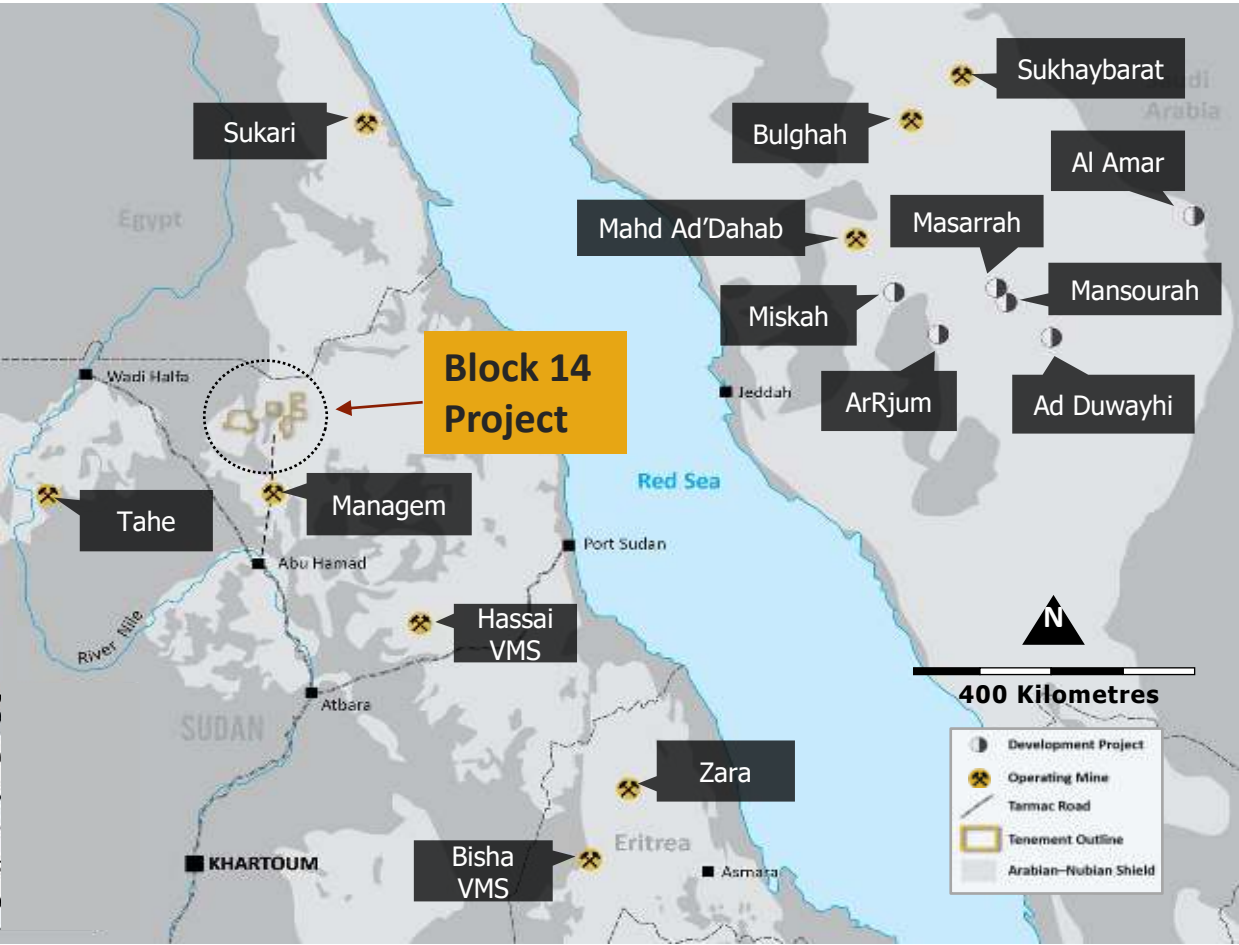 Sukhaybarat
Saudi
Arabia
Sukari
Bulghah
Al Amar
Egypt
Mahd Ad’Dahab
Masarrah
Mansourah
Miskah
Block 14
Project
Wadi Halfa
Jeddah
ArRjum
Ad Duwayhi
Red Sea
Tahe
Managem
Port Sudan
Abu Hamad
River Nile
Hassai
VMS
N
400 Kilometres
Atbara
SUDAN
Development Project
Operating Mine
Tarmac Road
Tenement Outline
Arabian–Nubian Shield
Zara
Eritrea
Bisha
VMS
KHARTOUM
Asmara